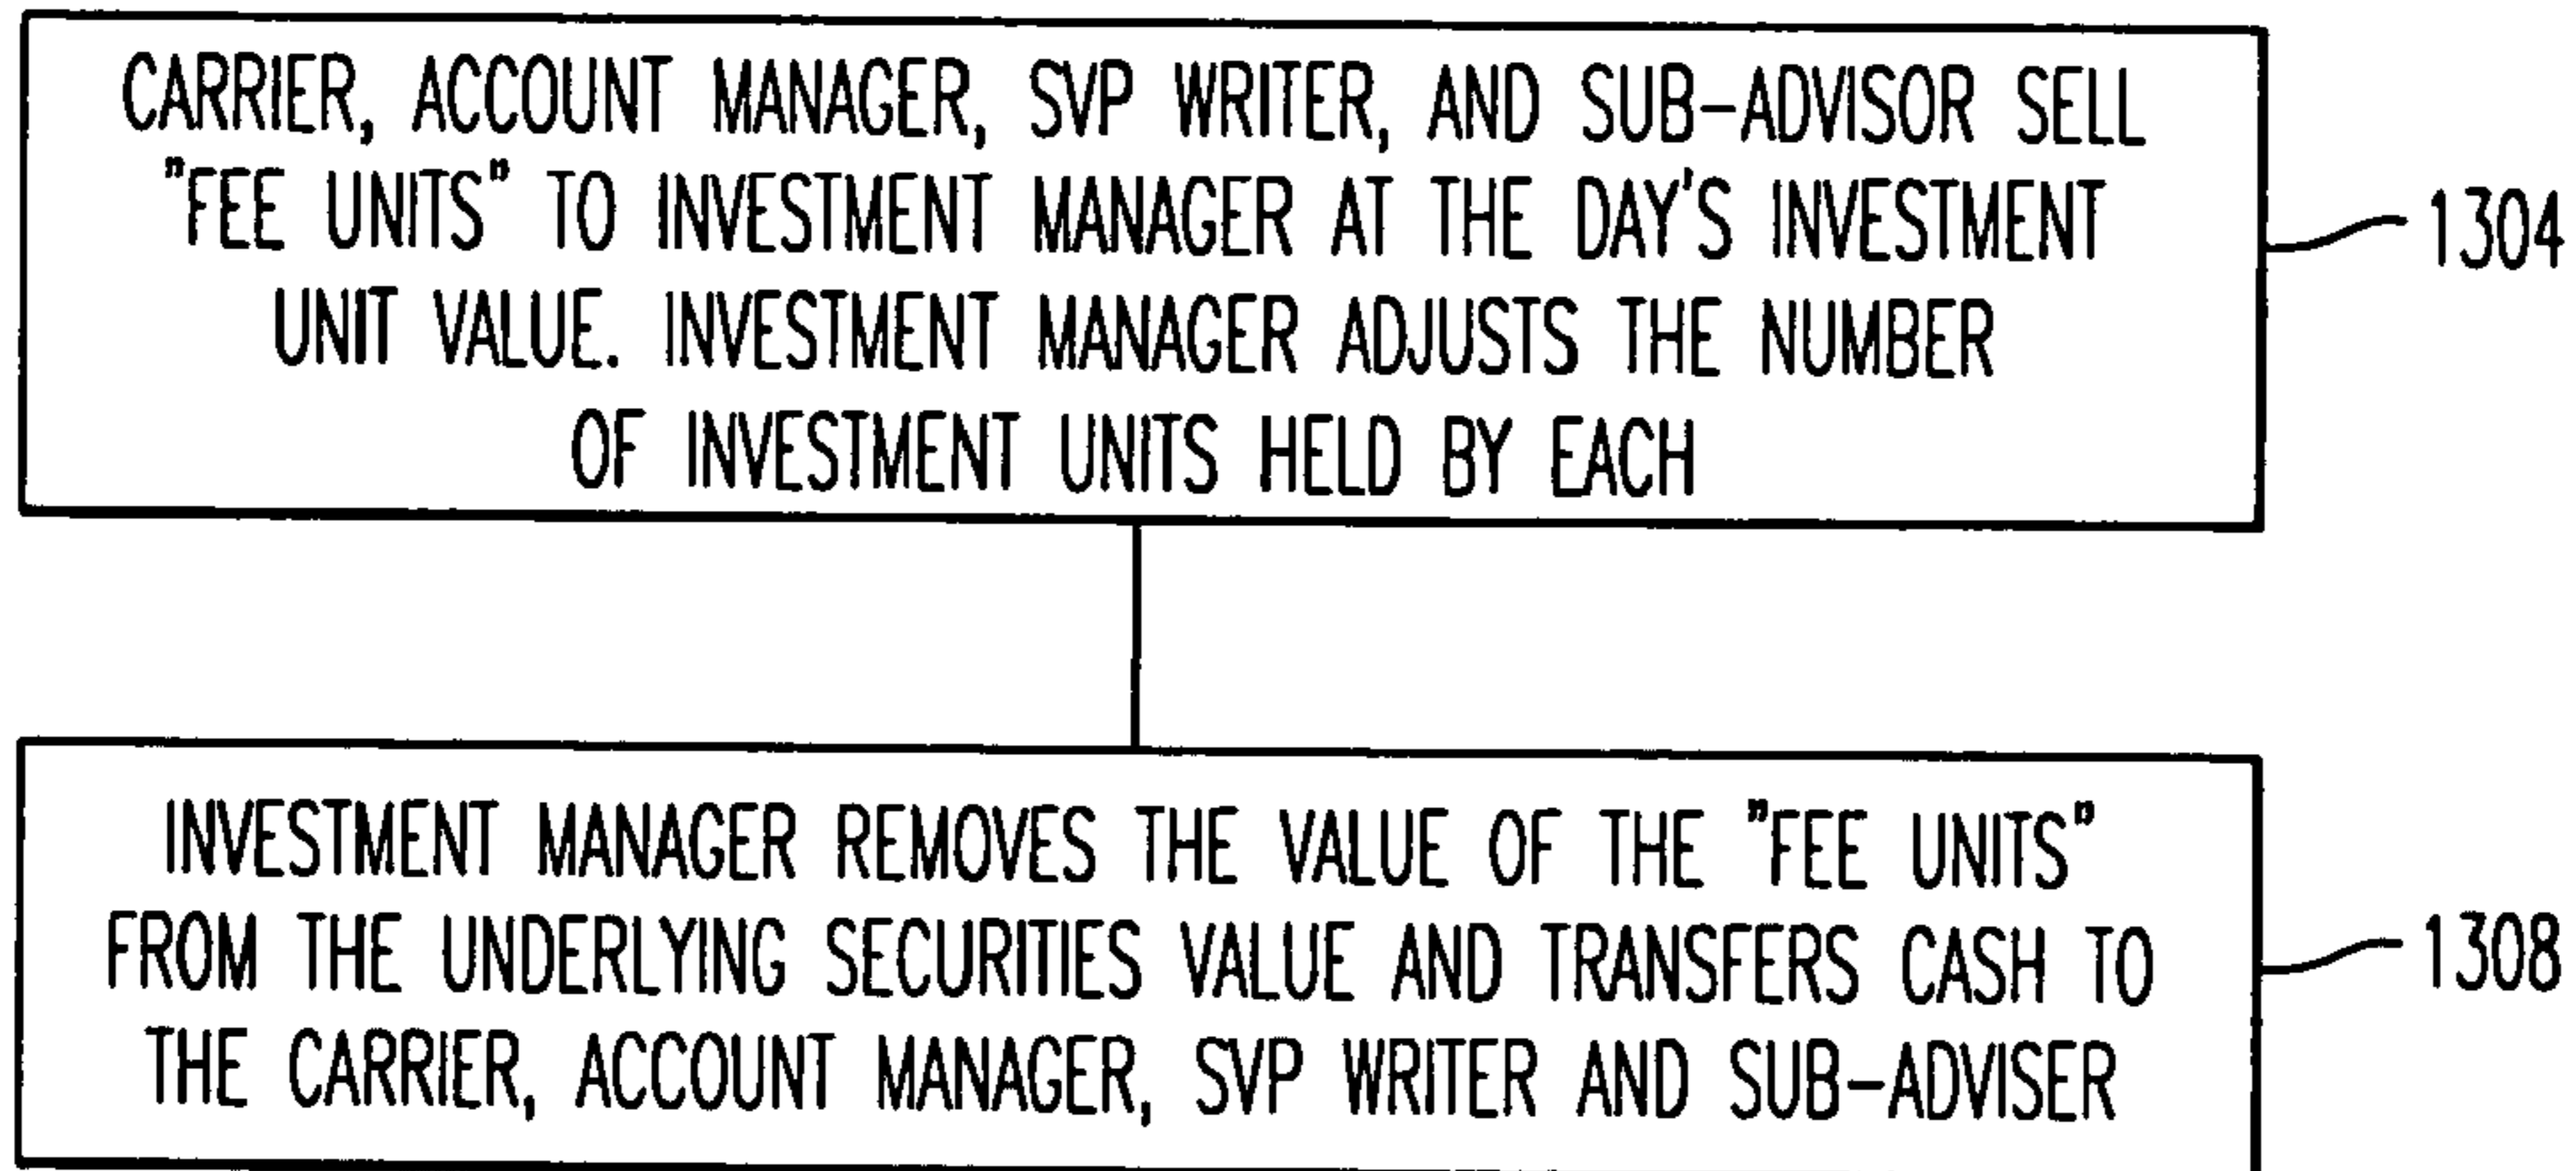 CARRIER, ACCOUNT MANAGER, SVP WRITER, AND SUB-ADVISOR SELL
"FEE UNITS" TO INVESTMENT MANAGER AT THE DAY'S INVESTMENT
UNIT VALUE. INVESTMENT MANAGER ADJUSTS THE NUMBER
OF INVESTMENT UNITS HELD BY EACH
1304
INVESTMENT MANAGER REMOVES THE VALUE OF THE "FEE UNITS"
FROM THE UNDERLYING SECURITIES VALUE AND TRANSFERS CASH TO
THE CARRIER, ACCOUNT MANAGER, SVP WRITER AND SUB-ADVISER
1308